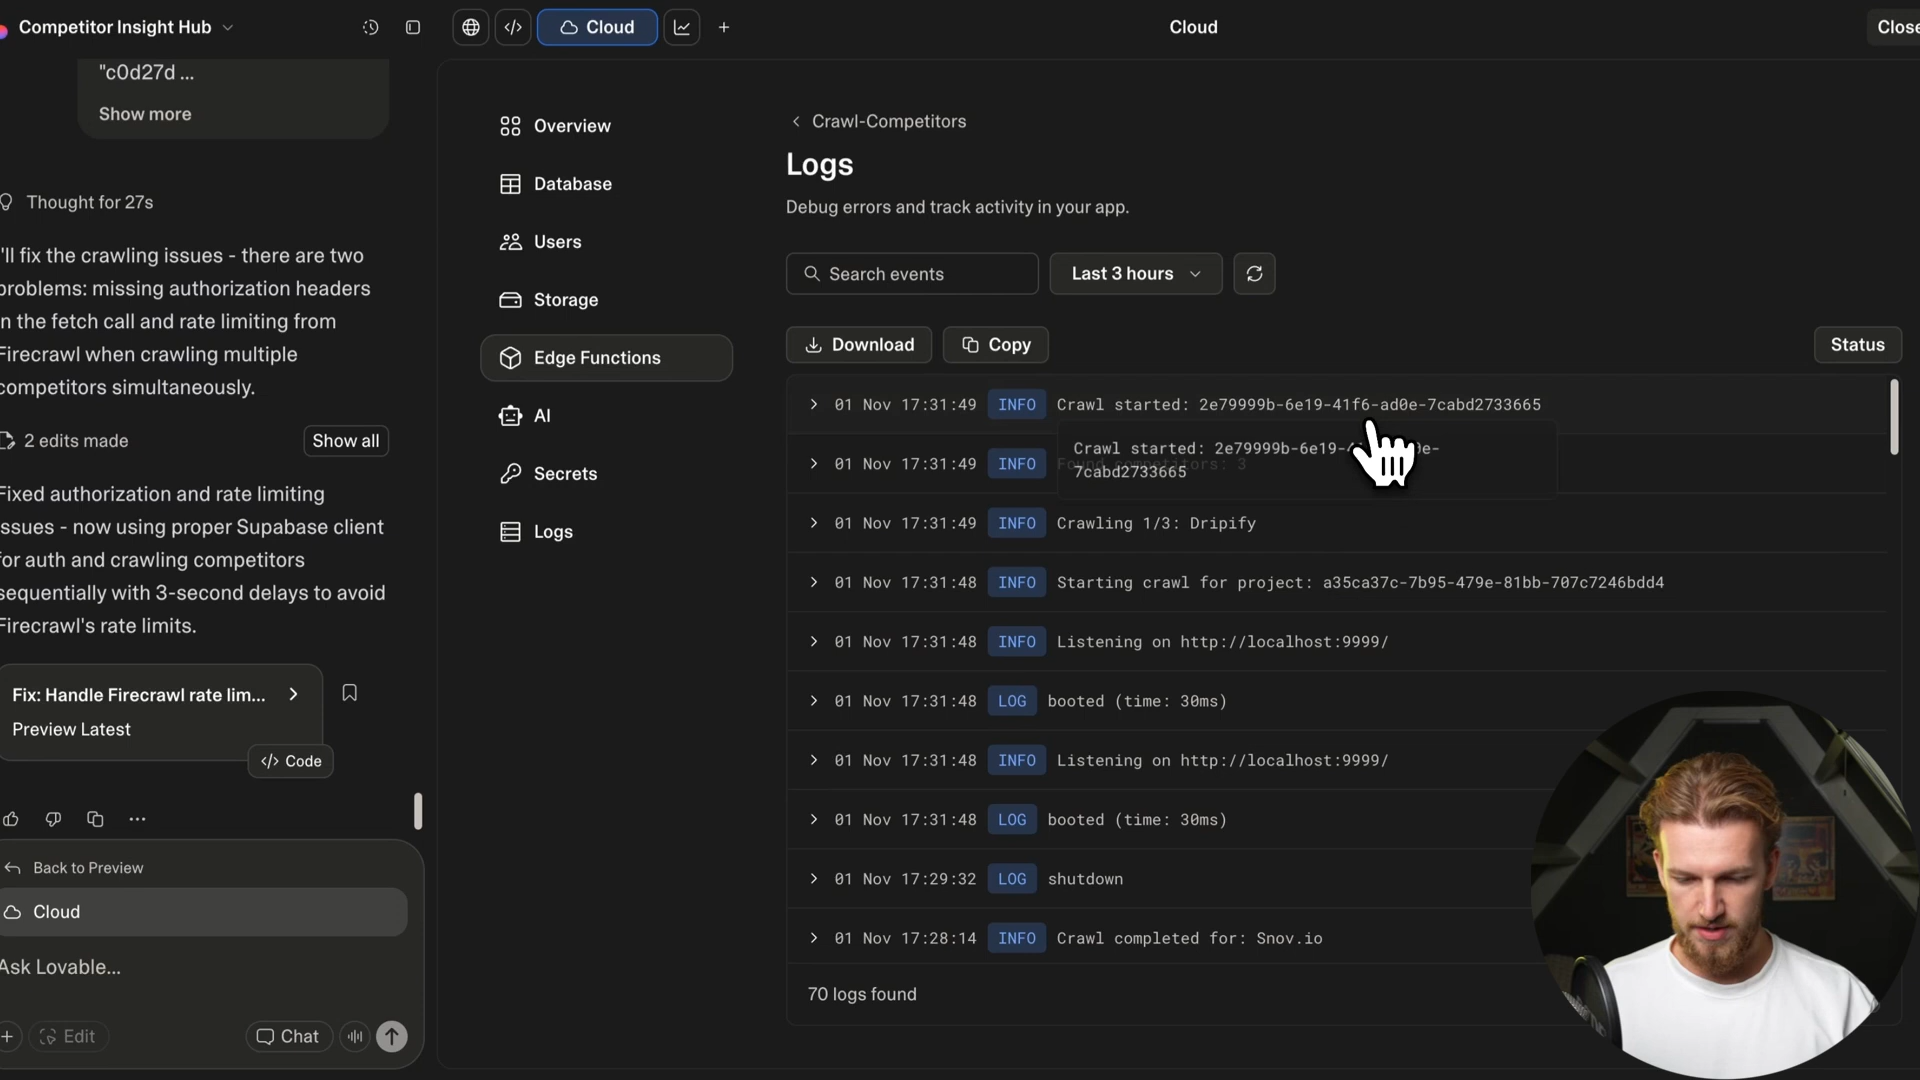 Competitor Insight Hub
Cloud
Cloud
Close
"c0d27d ...
Show more
Thought for 27s
'll fix the crawling issues - there are two
problems: missing authorization headers
in the fetch call and rate limiting from
Firecrawl when crawling multiple
competitors simultaneously.
2 edits made
Show all
Fixed authorization and rate limiting
issues - now using proper Supabase client
for auth and crawling competitors
sequentially with 3-second delays to avoid
Firecrawl's rate limits.
Fix: Handle Firecrawl rate lim...
Preview Latest
Code
Back to Preview
Cloud
Ask Lovable...
Edit
Chat
Overview
Database
Users
Storage
Edge Functions
AI
Secrets
Logs
Crawl-Competitors
Logs
Debug errors and track activity in your app.
Search events
Last 3 hours
Download
Copy
Status
01 Nov 17:31:49 INFO Crawl started: 2e79999b-6e19-41f6-ad0e-7cabd2733665
Crawl started: 2e79999b-6e19-
7cabd2733665
01 Nov 17:31:49 INFO Found competitors: 3
01 Nov 17:31:49 INFO Crawling 1/3: Dripify
01 Nov 17:31:48 INFO Starting crawl for project: a35ca37c-7b95-479e-81bb-707c7246bdd4
01 Nov 17:31:48 INFO Listening on http://localhost:9999/
01 Nov 17:31:48 LOG booted (time: 30ms)
01 Nov 17:31:48 INFO Listening on http://localhost:9999/
01 Nov 17:31:48 LOG booted (time: 30ms)
01 Nov 17:29:32 LOG shutdown
01 Nov 17:28:14 INFO Crawl completed for: Snov.io
70 logs found